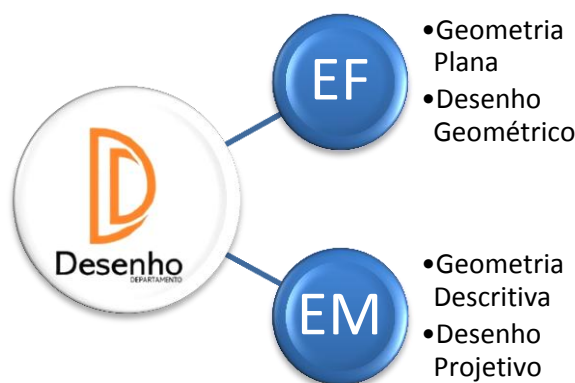 Desenho
DEPARTAMENTO
EF
•Geometria
Plana
•Desenho
Geométrico
EM
•Geometria
Descritiva
•Desenho
Projetivo